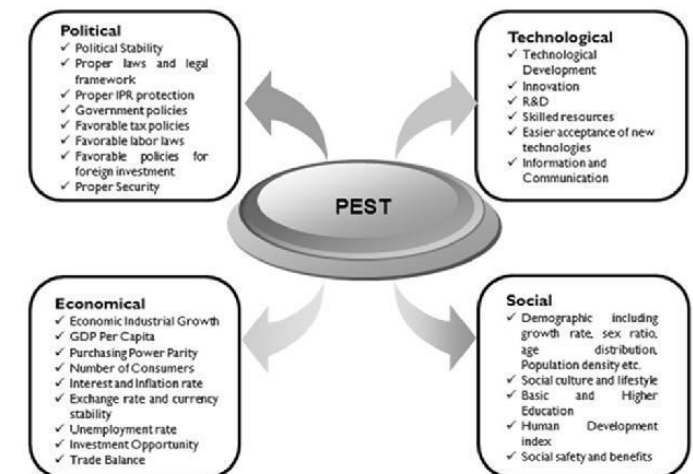 Political
✓ Political Stability
✓ Proper laws and legal
framework
✓ Proper IPR protection
✓ Government policies
✓ Favorable tax policies
✓ Favorable labor laws
✓ Favorable policies for
foreign investment
✓ Proper Security
Technological
✓ Technological
Development
✓ Innovation
✓ R&D
✓ Skilled resources
✓ Easier acceptance of new
technologies
✓ Information and
Communication
PEST
Economical
✓ Economic Industrial Growth
✓ GDP Per Capita
✓ Purchasing Power Parity
✓ Number of Consumers
✓ Interest and Inflation rate
✓ Exchange rate and currency
stability
✓ Unemployment rate
✓ Investment Opportunity
✓ Trade Balance
Social
✓ Demographic including
growth rate, sex ratio,
age distribution,
Population density etc.
✓ Social culture and lifestyle
✓ Basic and Higher
Education
✓ Human Development
index
✓ Social safety and benefits